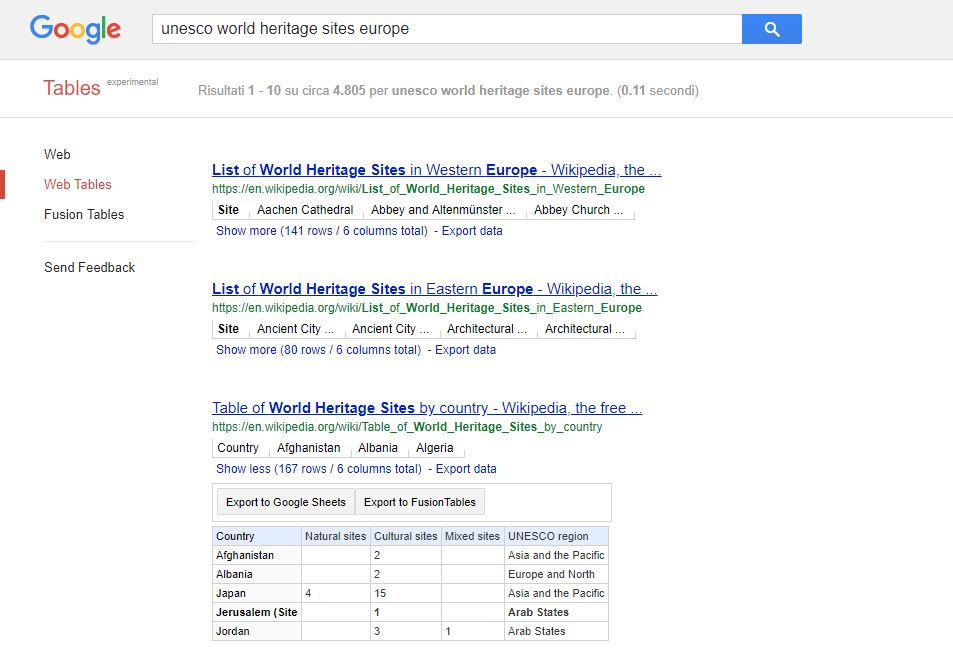 Google
unesco world heritage sites europe
Tables experimental
Risultati 1 - 10 su circa 4.805 per unesco world heritage sites europe. (0.11 secondi)
Web
Web Tables
Fusion Tables
Send Feedback
List of World Heritage Sites in Western Europe - Wikipedia, the ...
https://en.wikipedia.org/wiki/List_of_World_Heritage_Sites_in_Western_Europe
Site Aachen Cathedral Abbey and Altenmünster ... Abbey Church ...
Show more (141 rows / 6 columns total) - Export data
List of World Heritage Sites in Eastern Europe - Wikipedia, the ...
https://en.wikipedia.org/wiki/List_of_World_Heritage_Sites_in_Eastern_Europe
Site Ancient City ... Ancient City ... Architectural ... Architectural ...
Show more (80 rows / 6 columns total) - Export data
Table of World Heritage Sites by country - Wikipedia, the free ...
https://en.wikipedia.org/wiki/Table_of_World_Heritage_Sites_by_country
Country Afghanistan Albania Algeria
Show less (167 rows / 6 columns total) - Export data
Export to Google Sheets Export to FusionTables
Country Natural sites Cultural sites Mixed sites UNESCO region
Afghanistan 2 Asia and the Pacific
Albania 2 Europe and North
Japan 4 15 Asia and the Pacific
Jerusalem (Site 1 Arab States
Jordan 3 1 Arab States